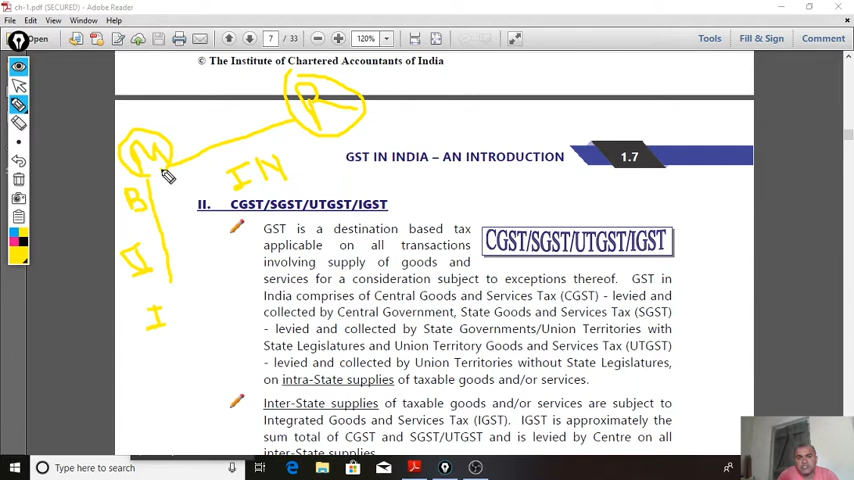 ch-1.pdf (SECURED) - Adobe Reader
File Edit View Window Help
Open
7 / 33
120%
Tools Fill & Sign Comment
© The Institute of Chartered Accountants of India
R
M
GST IN INDIA – AN INTRODUCTION 1.7
IN
B
II. CGST/SGST/UTGST/IGST
GST is a destination based tax
applicable on all transactions
involving supply of goods and
CGST/SGST/UTGST/IGST
services for a consideration subject to exceptions thereof. GST in
India comprises of Central Goods and Services Tax (CGST) - levied and
collected by Central Government, State Goods and Services Tax (SGST)
- levied and collected by State Governments/Union Territories with
State Legislatures and Union Territory Goods and Services Tax (UTGST)
- levied and collected by Union Territories without State Legislatures,
on intra-State supplies of taxable goods and/or services.
I
Inter-State supplies of taxable goods and/or services are subject to
Integrated Goods and Services Tax (IGST). IGST is approximately the
sum total of CGST and SGST/UTGST and is levied by Centre on all
inter-State supplies.
Type here to search